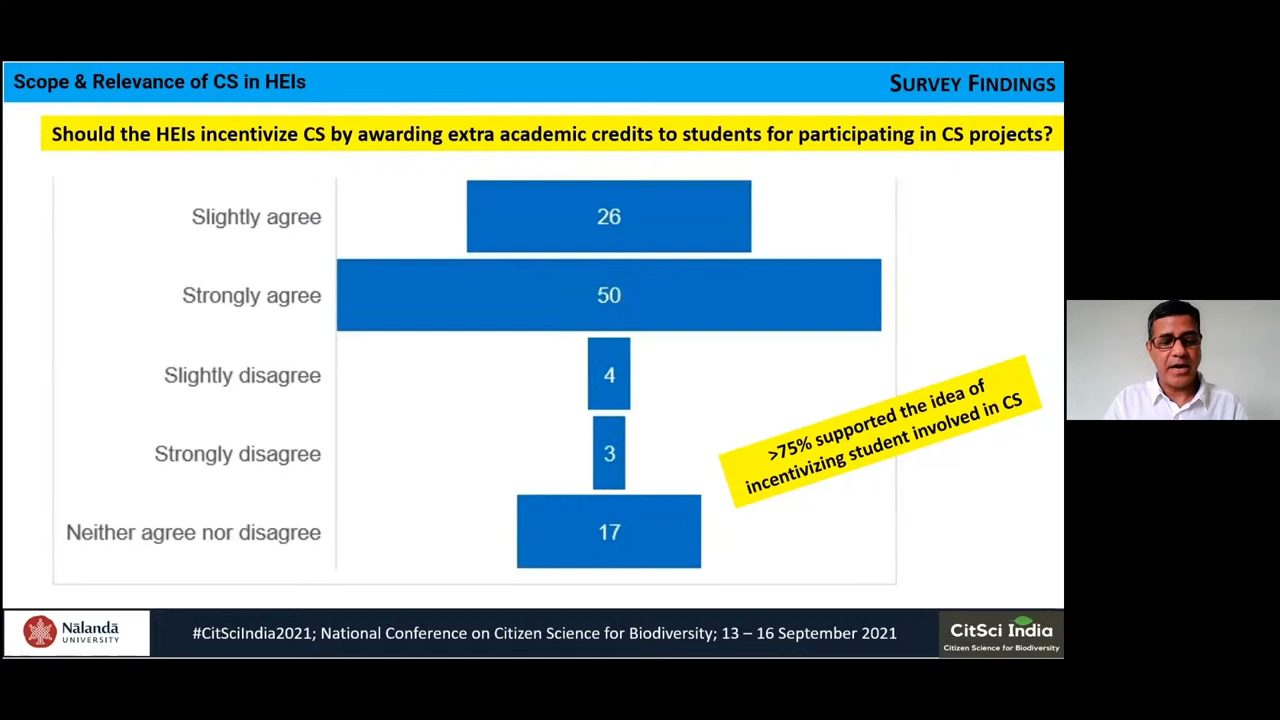 Scope & Relevance of CS in HEIs
SURVEY FINDINGS
Should the HEIs incentivize CS by awarding extra academic credits to students for participating in CS projects?
Slightly agree
26
Strongly agree
50
Slightly disagree
4
Strongly disagree
3
Neither agree nor disagree
17
>75% supported the idea of
incentivizing student involved in CS
Nālandā
UNIVERSITY
#CitSciIndia2021; National Conference on Citizen Science for Biodiversity; 13 – 16 September 2021
CitSci India
Citizen Science for Biodiversity